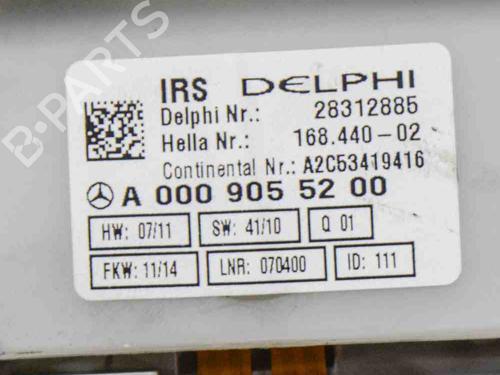 IRS DELPHI
Delphi Nr.: 28312885
Hella Nr.: 168.440-02
Continental Nr.: A2C53419416
A 000 905 52 00
HW: 07/11 SW: 41/10 Q 01
FKW: 11/14 LNR: 070400 ID: 111
B-PARTS